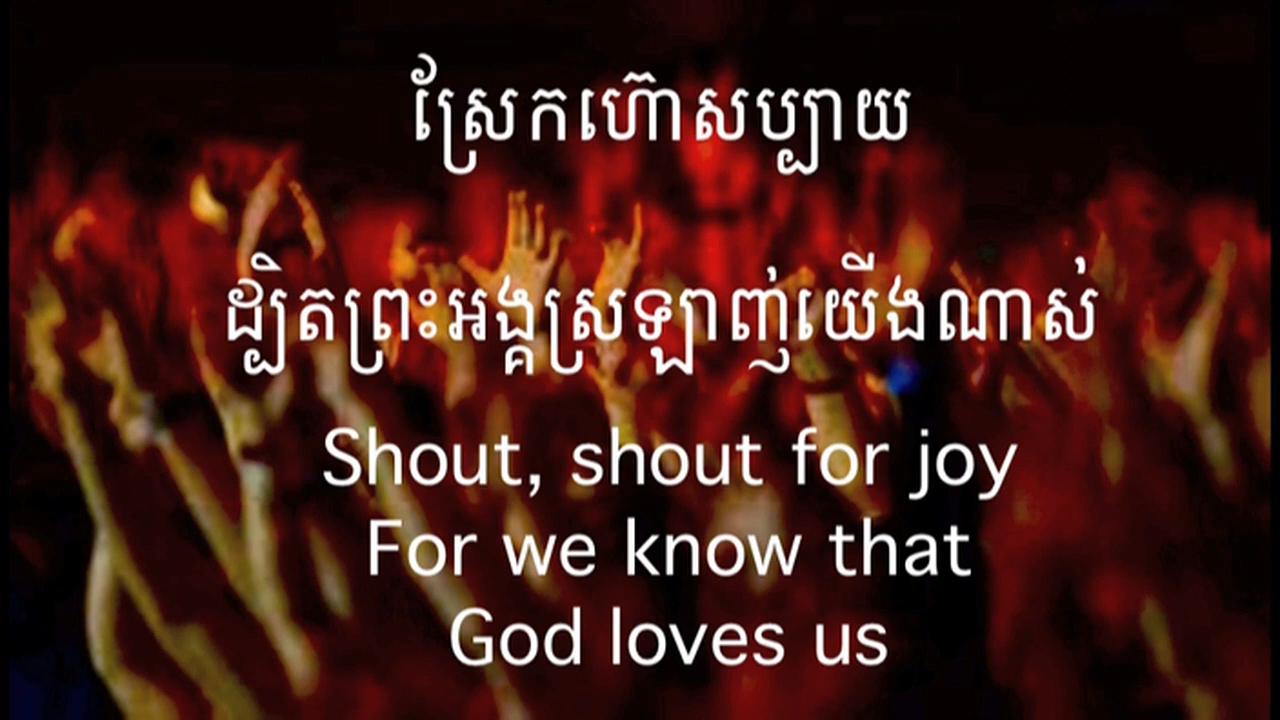 ស្រែកហ៊ោសប្បាយ
ដ្បិតព្រះអង្គស្រឡាញ់យើងណាស់
Shout, shout for joy
For we know that
God loves us